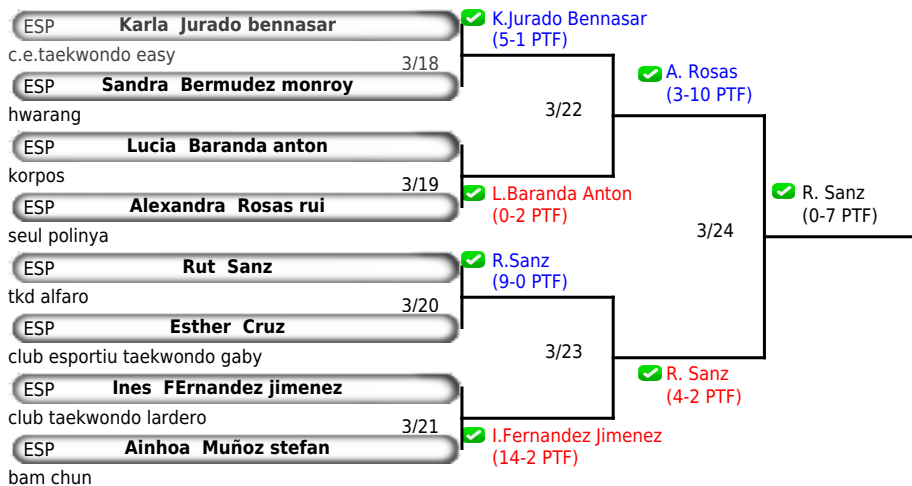 ESP Karla Jurado bennasar
c.e.taekwondo easy
3/18
ESP Sandra Bermudez monroy
hwarang
K.Jurado Bennasar
(5-1 PTF)
ESP Lucia Baranda anton
korpos
3/19
ESP Alexandra Rosas rui
seul polinya
L.Baranda Anton
(0-2 PTF)
3/22
A. Rosas
(3-10 PTF)
ESP Rut Sanz
tkd alfaro
3/20
ESP Esther Cruz
club esportiu taekwondo gaby
R.Sanz
(9-0 PTF)
ESP Ines FErnandez jimenez
club taekwondo lardero
3/21
ESP Ainhoa Muñoz stefan
bam chun
I.Fernandez Jimenez
(14-2 PTF)
3/23
R. Sanz
(4-2 PTF)
3/24
R. Sanz
(0-7 PTF)